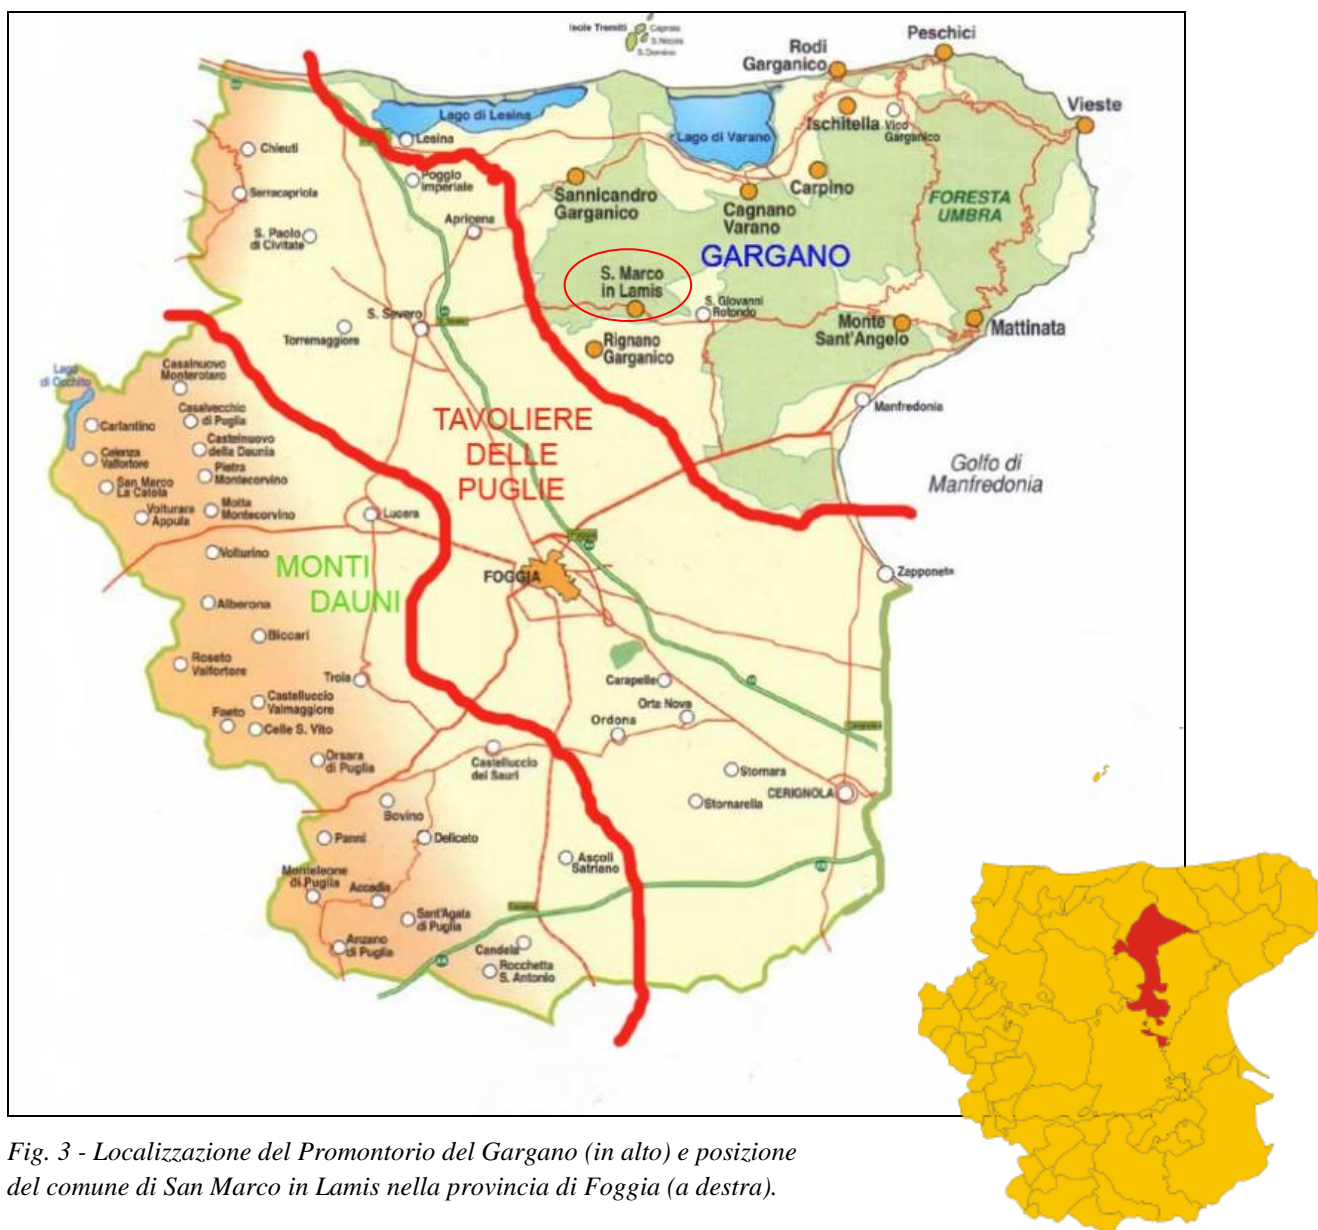 Isole Tremiti
Caprara
S. Nicola
S. Domino
Peschici
Rodi
Garganico
Vieste
Lago di Lesina
Lesina
Lago di Varano
Ischitella
Vico
Garganico
Chieuti
Serracapriola
Poggio
Imperiale
Sannicandro
Garganico
Cagnano
Varano
Carpino
FORESTA
UMBRA
S. Paolo
di Civitate
Apricena
GARGANO
S. Marco
in Lamis
S. Giovanni
Rotondo
Monte
Sant'Angelo
Mattinata
Torremaggiore
S. Severo
Rignano
Garganico
Manfredonia
Lago
di Occhito
Casalnuovo
Monterotaro
Casalvecchio
di Puglia
Carlantino
Castelnuovo
della Daunia
Celenza
Valfortore
Pietra
Montecorvino
San Marco
La Catola
Motta
Montecorvino
Volturara
Appula
TAVOLIERE
DELLE
PUGLIE
Golfo di
Manfredonia
Lucera
Volturino
MONTI
DAUNI
FOGGIA
Zapponeta
Alberona
Biccari
Roseto
Valfortore
Troia
Carapelle
Orta Nova
Ordona
Castelluccio
Valmaggiore
Faeto
Celle S. Vito
Orsara
di Puglia
Castelluccio
dei Sauri
Stornara
Stornarella
CERIGNOLA
Bovino
Panni
Deliceto
Ascoli
Satriano
Monteleone
di Puglia
Accadia
Sant'Agata
di Puglia
Anzano
di Puglia
Candela
Rocchetta
S. Antonio
Fig. 3 - Localizzazione del Promontorio del Gargano (in alto) e posizione
del comune di San Marco in Lamis nella provincia di Foggia (a destra).